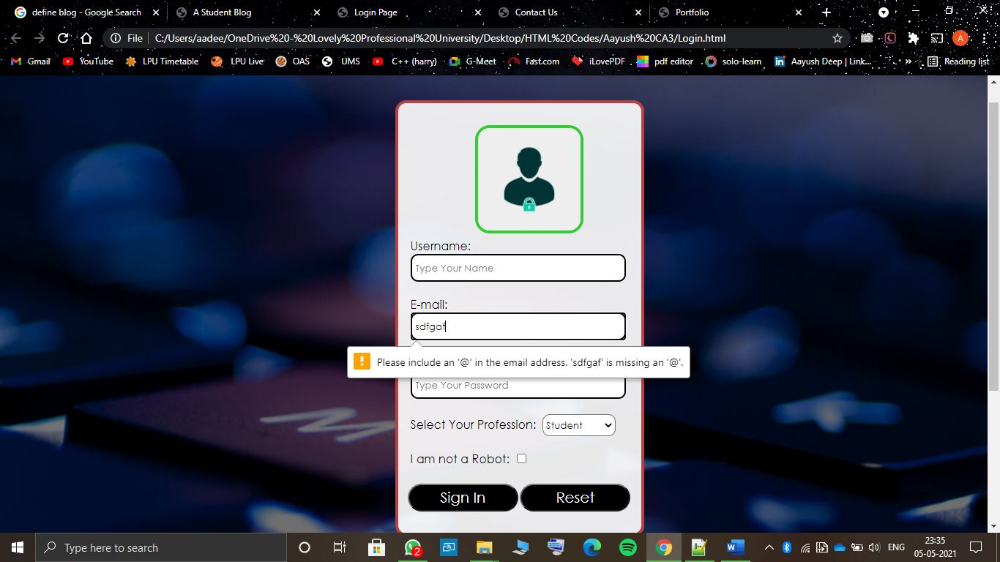 define blog - Google Search
A Student Blog
Login Page
Contact Us
Portfolio
File
C:/Users/aadee/OneDrive%20-%20Lovely%20Professional%20University/Desktop/HTML%20Codes/Aayush%20CA3/Login.html
A
Gmail
YouTube
LPU Timetable
LPU Live
OAS
UMS
C++ (harry)
G-Meet
Fast.com
iLovePDF
pdf editor
solo-learn
Aayush Deep | Link...
»
Reading list
Username:
Type Your Name
E-mail:
sdfgaf
Please include an '@' in the email address. 'sdfgaf' is missing an '@'.
Type Your Password
Select Your Profession: Student
I am not a Robot:
Sign In
Reset
M
Type here to search
2
ENG
23:35
05-05-2021